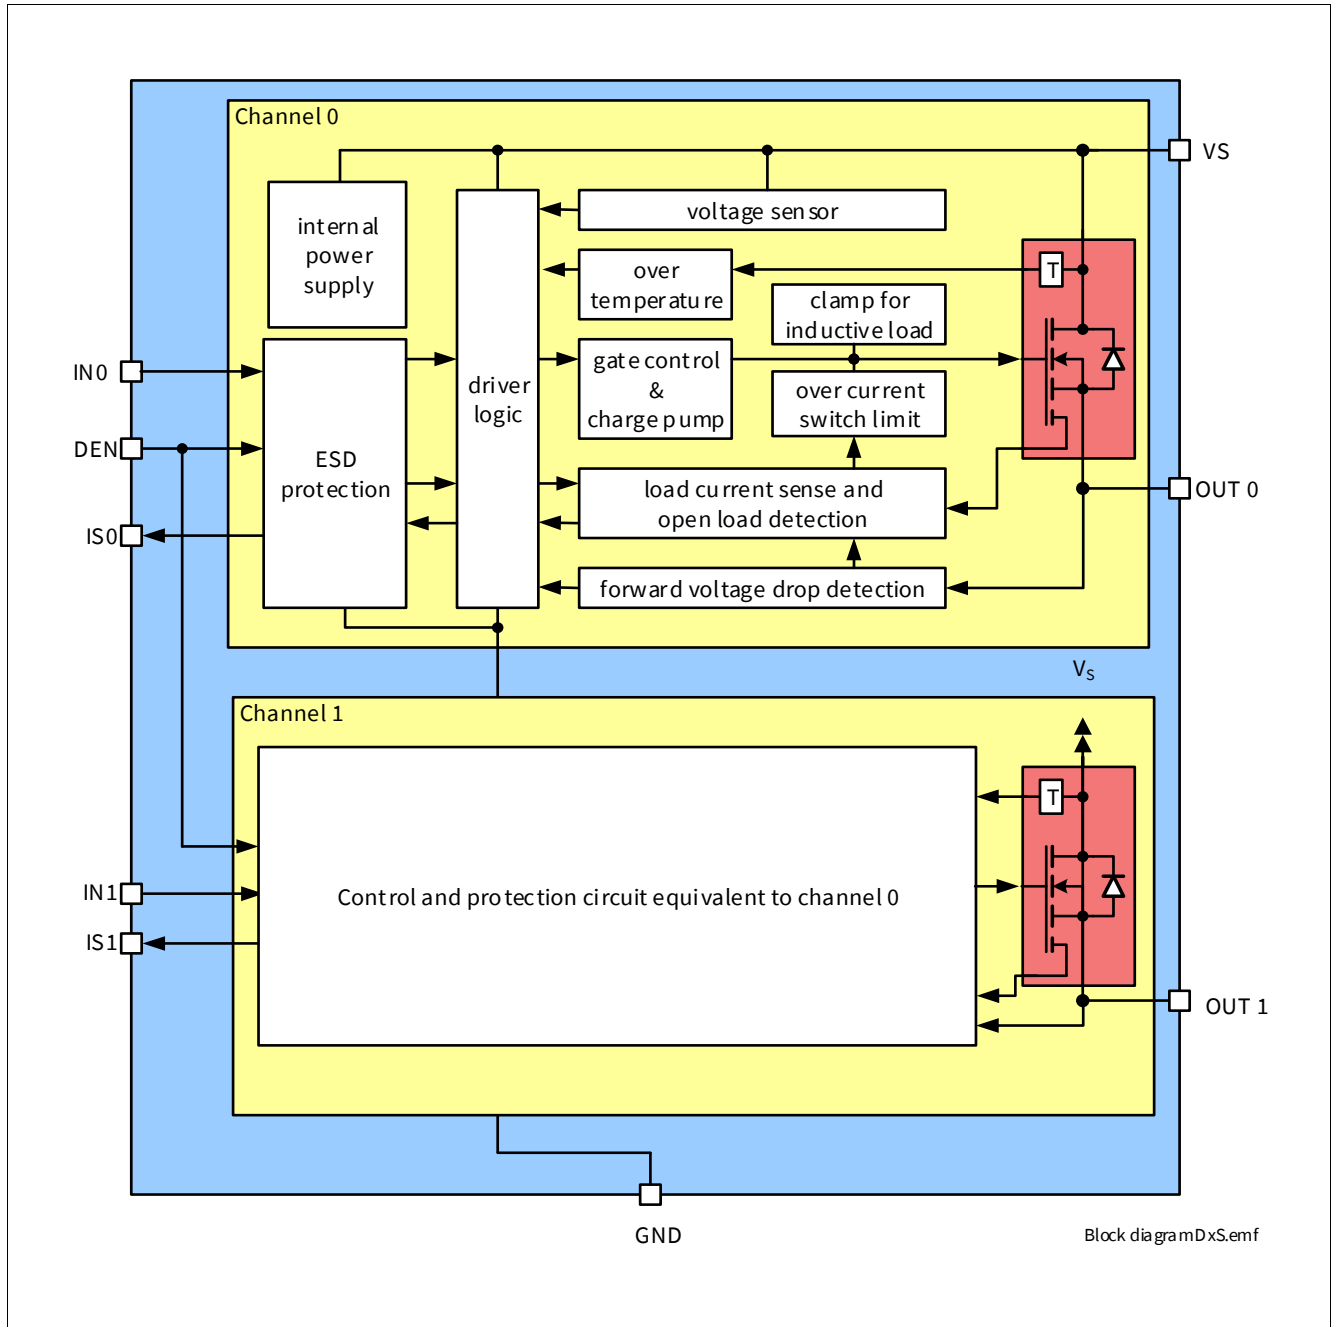 Channel 0
VS
internal
power
supply
voltage sensor
over
temperature
T
clamp for
inductive load
IN0
driver
logic
gate control
&
charge pump
over current
switch limit
DEN
ESD
protection
load current sense and
open load detection
OUT 0
IS0
forward voltage drop detection
VS
Channel 1
T
IN1
Control and protection circuit equivalent to channel 0
IS1
OUT 1
GND
Block diagramDxS.emf